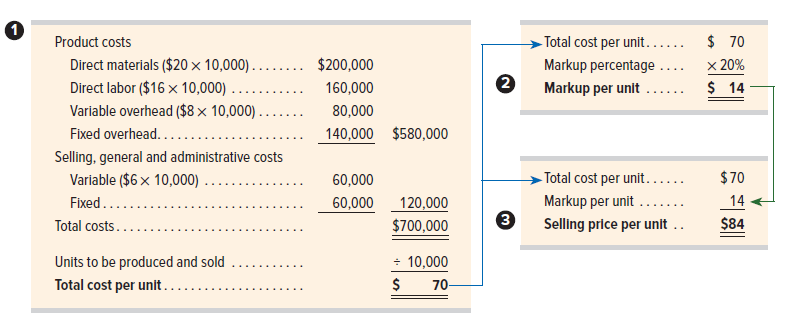 1
Product costs
Direct materials ($20 × 10,000) . . . . . . . . $200,000
Direct labor ($16 × 10,000) . . . . . . . . . . . 160,000
Variable overhead ($8 × 10,000) . . . . . . . 80,000
Fixed overhead. . . . . . . . . . . . . . . . . . . . . . 140,000 $580,000
Selling, general and administrative costs
Variable ($6 × 10,000) . . . . . . . . . . . . . . . 60,000
Fixed . . . . . . . . . . . . . . . . . . . . . . . . . . . . . . 60,000 120,000
Total costs . . . . . . . . . . . . . . . . . . . . . . . . . . . . $700,000
Units to be produced and sold . . . . . . . . . . . ÷ 10,000
Total cost per unit . . . . . . . . . . . . . . . . . . . . . $ 70
2
Total cost per unit. . . . . . $ 70
Markup percentage . . . . × 20%
Markup per unit . . . . . . $ 14
3
Total cost per unit. . . . . . $70
Markup per unit . . . . . . . 14
Selling price per unit . . $84